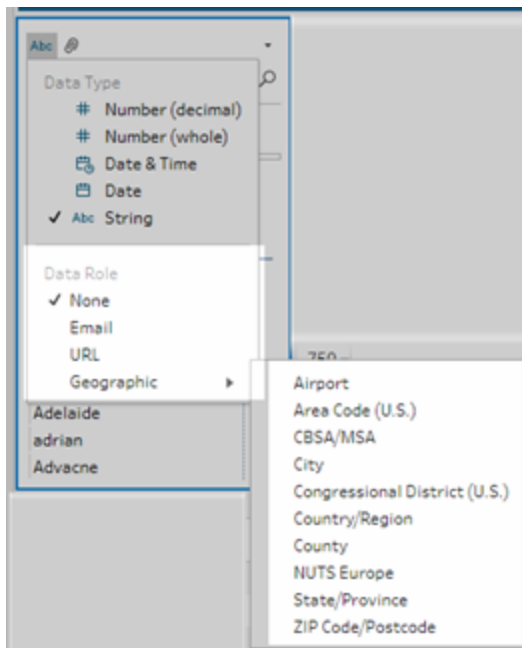 Abc
Data Type
# Number (decimal)
# Number (whole)
Date & Time
Date
✓ Abc String
Data Role
✓ None
Email
URL
Geographic
Adelaide
adrian
Advacne
Airport
Area Code (U.S.)
CBSA/MSA
City
Congressional District (U.S.)
Country/Region
County
NUTS Europe
State/Province
ZIP Code/Postcode